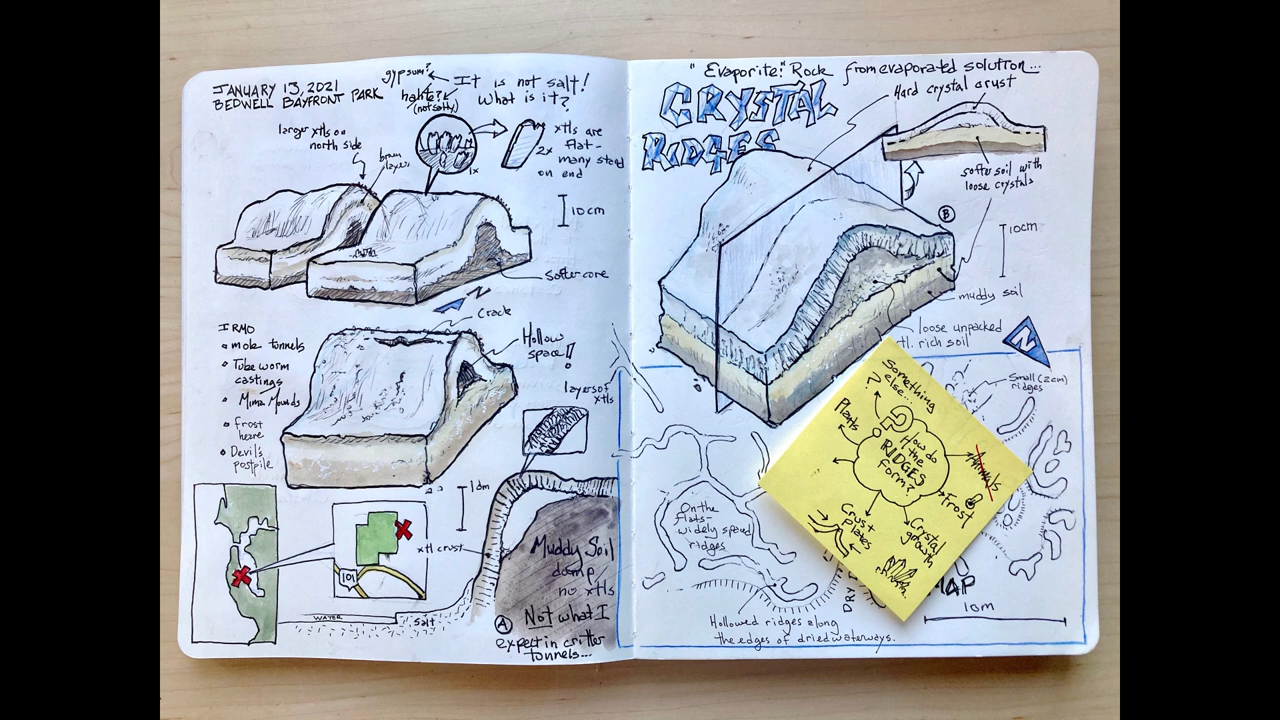 JANUARY 13, 2021
BEDWELL BAYFRONT PARK
gypsum?
halite?
(not salty)
It is not salt!
What is it?
larger xtls on
north side
1x
2x
xtls are
flat-
many stand
on end
10cm
softer core
N
Crack
Hollow
space!
IRMO
mole tunnels
Tube worm
castings
Mima Mounds
Frost
heave
Devil's
postpile
layers of
xtls
1dm
xtl crust
Muddy Soil
damp
no xtls
A
Not what I
expect in critter
tunnels...
101
WATER
salt
"Evaporite:" Rock from evaporated solution...
CRYSTAL
RIDGES
Hard crystal crust
softer soil with
loose crystals
B
10cm
muddy soil
loose unpacked
tl. rich soil
N
Small (2cm)
ridges
Something
else...
?
Plants
How do
the
RIDGES
form?
Animals
Frost
Crust
plates
Crystal
growth
On the
flats-
widely spaced
ridges
DRY
MAP
10m
Hollowed ridges along
the edges of dried waterways.